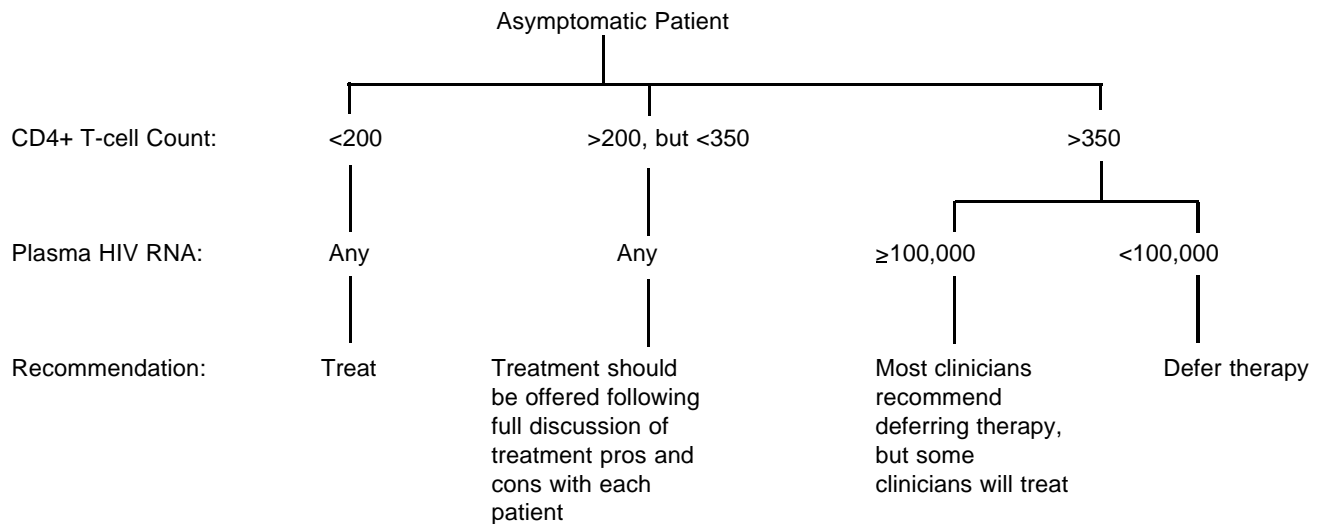 Asymptomatic Patient
CD4+ T-cell Count: <200 >200, but <350 >350
Plasma HIV RNA: Any Any ≥100,000 <100,000
Recommendation: Treat Treatment should Most clinicians Defer therapy
be offered following recommend
full discussion of deferring therapy,
treatment pros and but some
cons with each clinicians will treat
patient